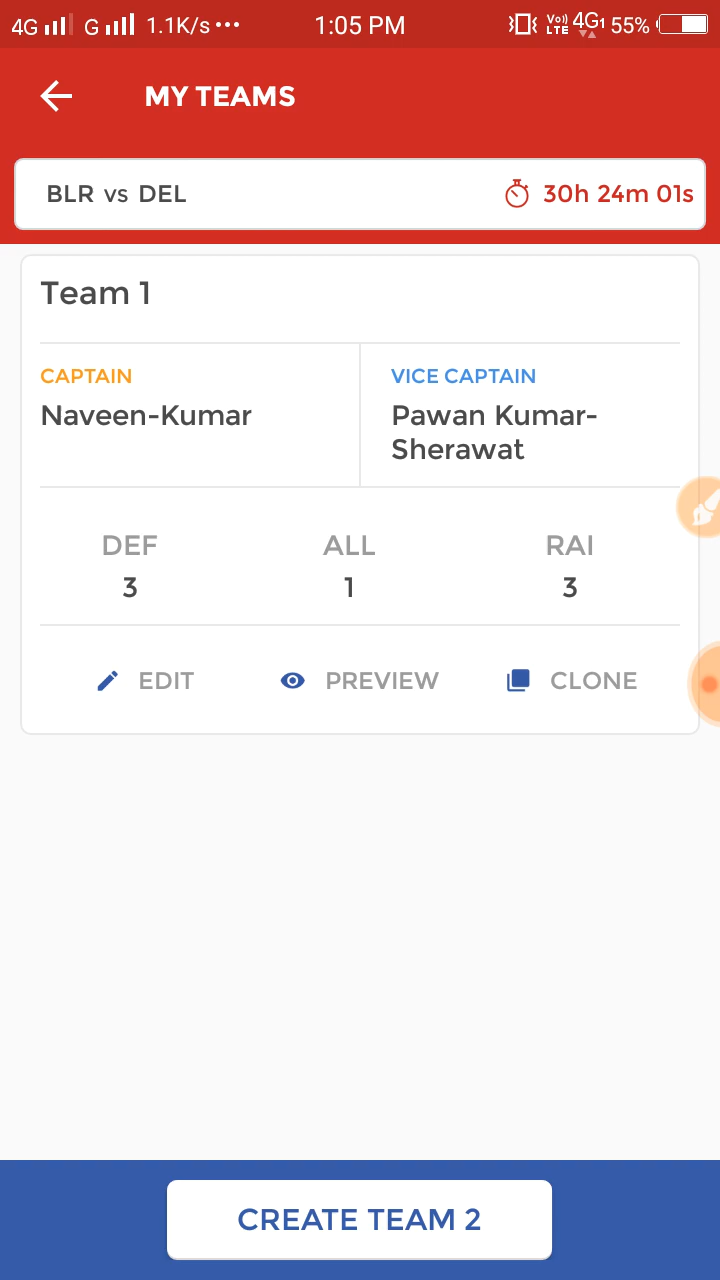 4G G 1.1K/s ... 1:05 PM VoLTE 4G1 55%
MY TEAMS
BLR vs DEL 30h 24m 01s
Team 1
CAPTAIN VICE CAPTAIN
Naveen-Kumar Pawan Kumar-
Sherawat
DEF ALL RAI
3 1 3
EDIT PREVIEW CLONE
CREATE TEAM 2